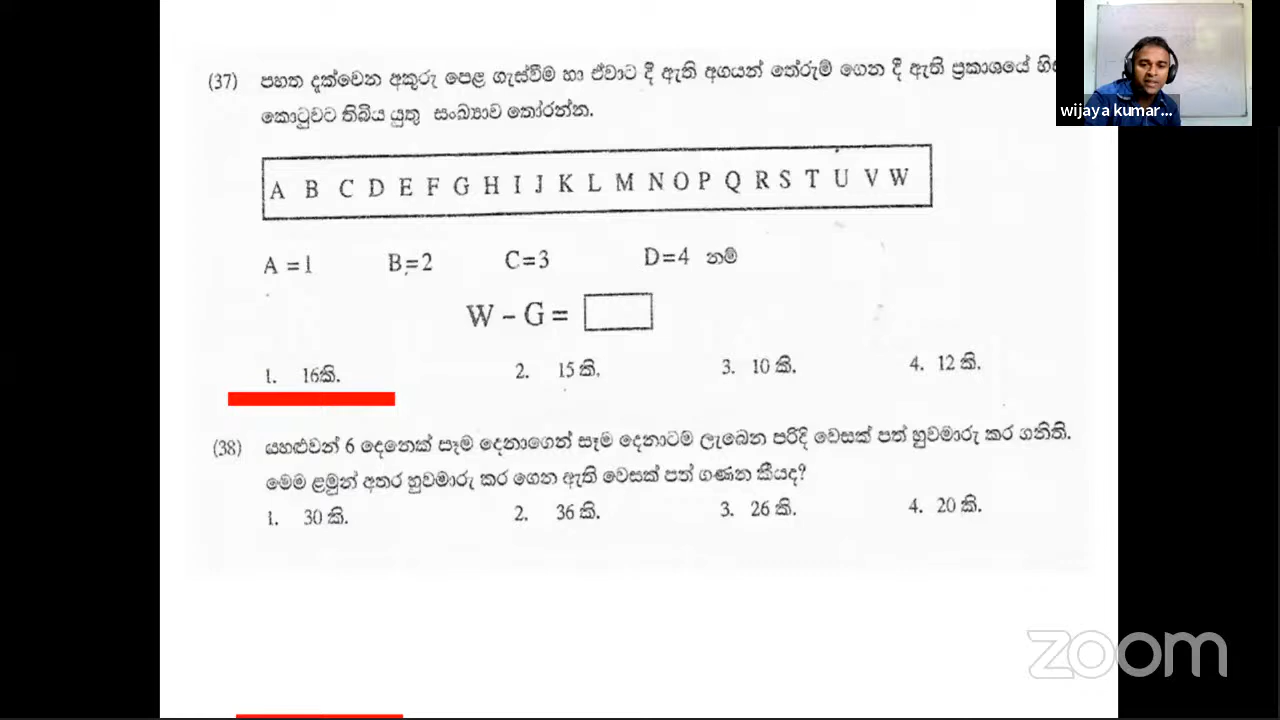 (37) පහත දැක්වෙන අකුරු පෙළ ගැස්වීම හා ඒවාට දී ඇති අගයන් තේරුම් ගෙන දී ඇති ප්‍රකාශයේ
කොටුවට තිබිය යුතු සංඛ්‍යාව තෝරන්න.
A B C D E F G H I J K L M N O P Q R S T U V W
A = 1 B = 2 C = 3 D = 4 නම්
W – G =
1. 16කි. 2. 15 කි. 3. 10 කි. 4. 12 කි.
(38) යහළුවන් 6 දෙනෙක් සෑම දෙනාගෙන් සෑම දෙනාටම ලැබෙන පරිදි වෙසක් පත් හුවමාරු කර ගනිති.
මෙම ළමුන් අතර හුවමාරු කර ගෙන ඇති වෙසක් පත් ගණන කීයද?
1. 30 කි. 2. 36 කි. 3. 26 කි. 4. 20 කි.
wijaya kumar...
zoom